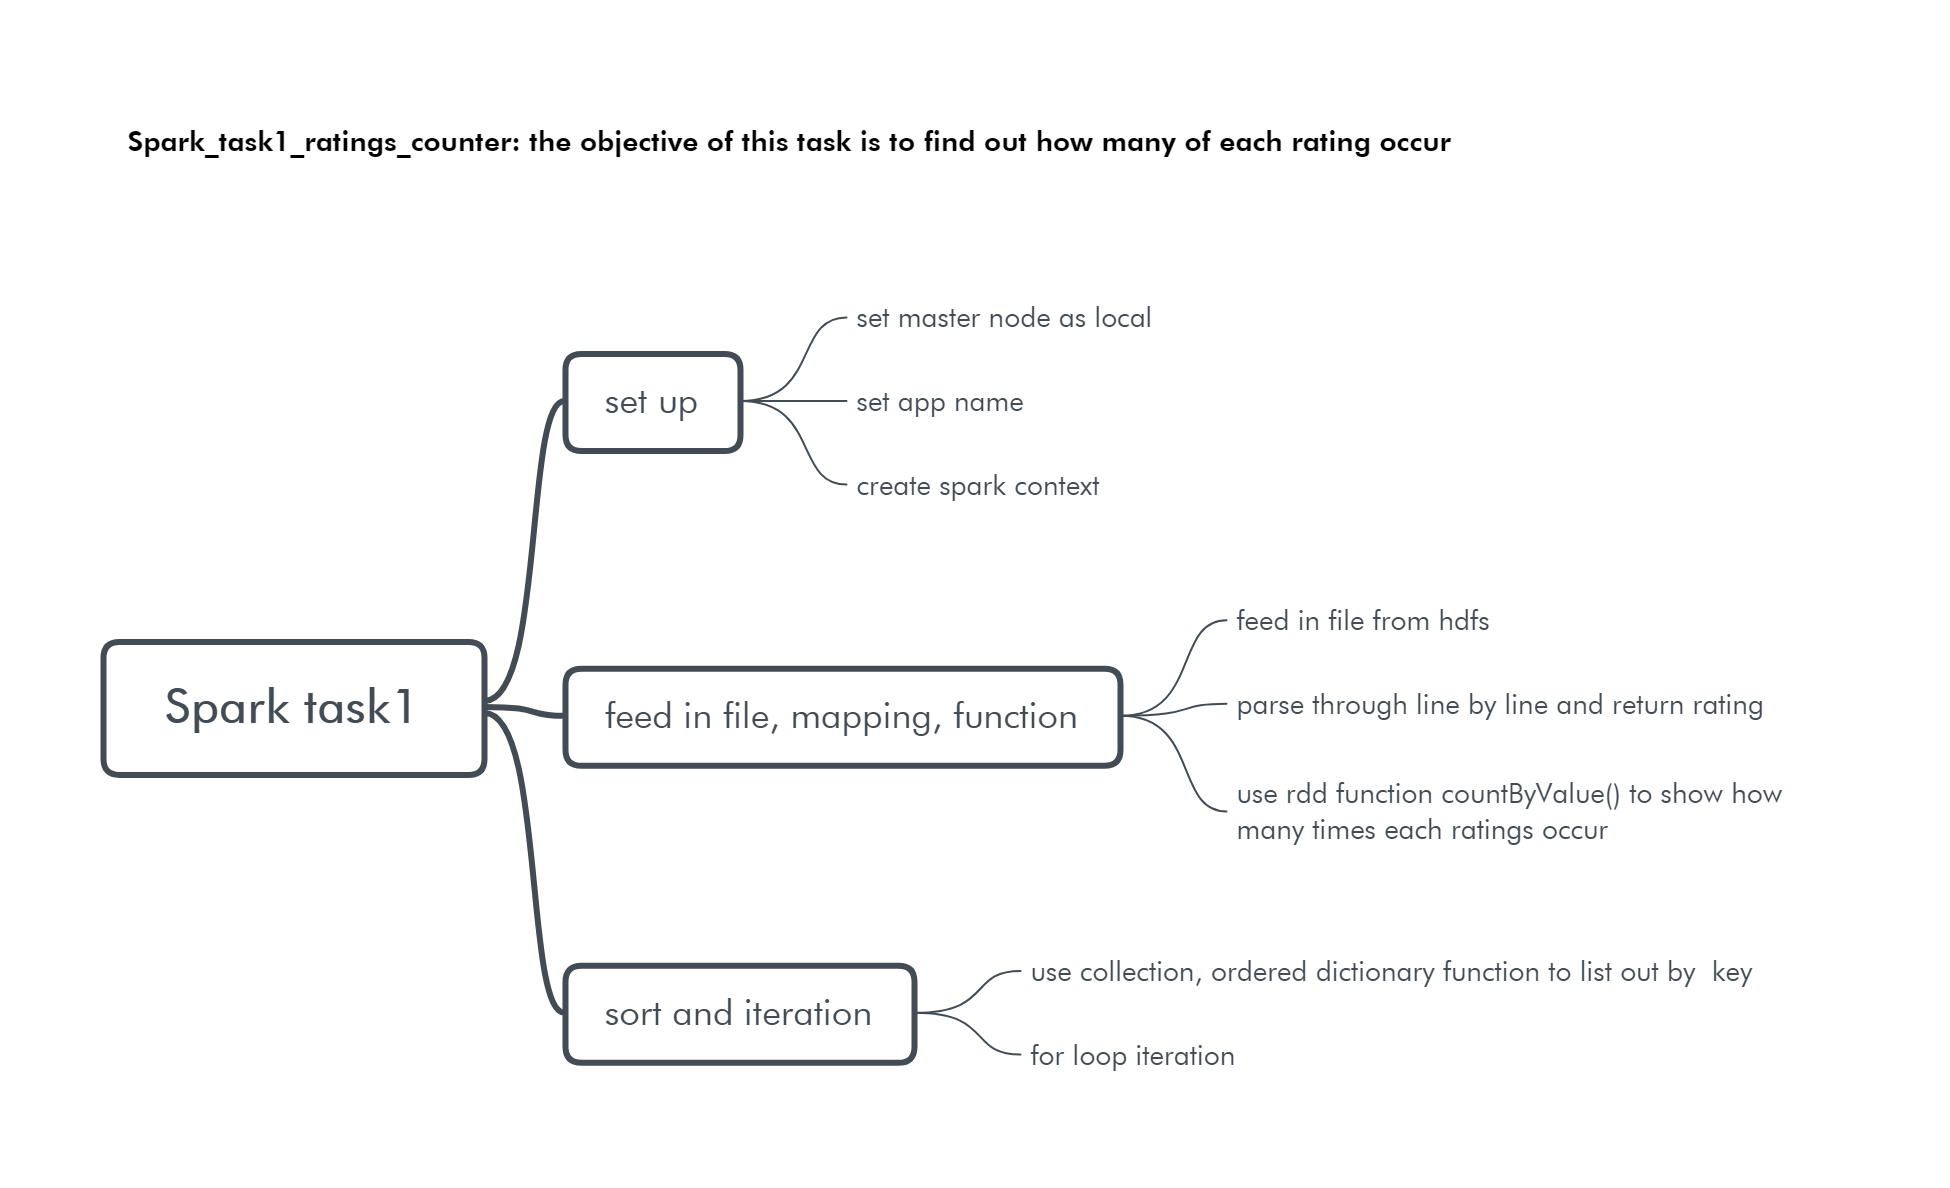 Spark_task1_ratings_counter: the objective of this task is to find out how many of each rating occur
set master node as local
set up
set app name
create spark context
feed in file from hdfs
Spark task1
feed in file, mapping, function
parse through line by line and return rating
use rdd function countByValue() to show how
many times each ratings occur
use collection, ordered dictionary function to list out by  key
sort and iteration
for loop iteration